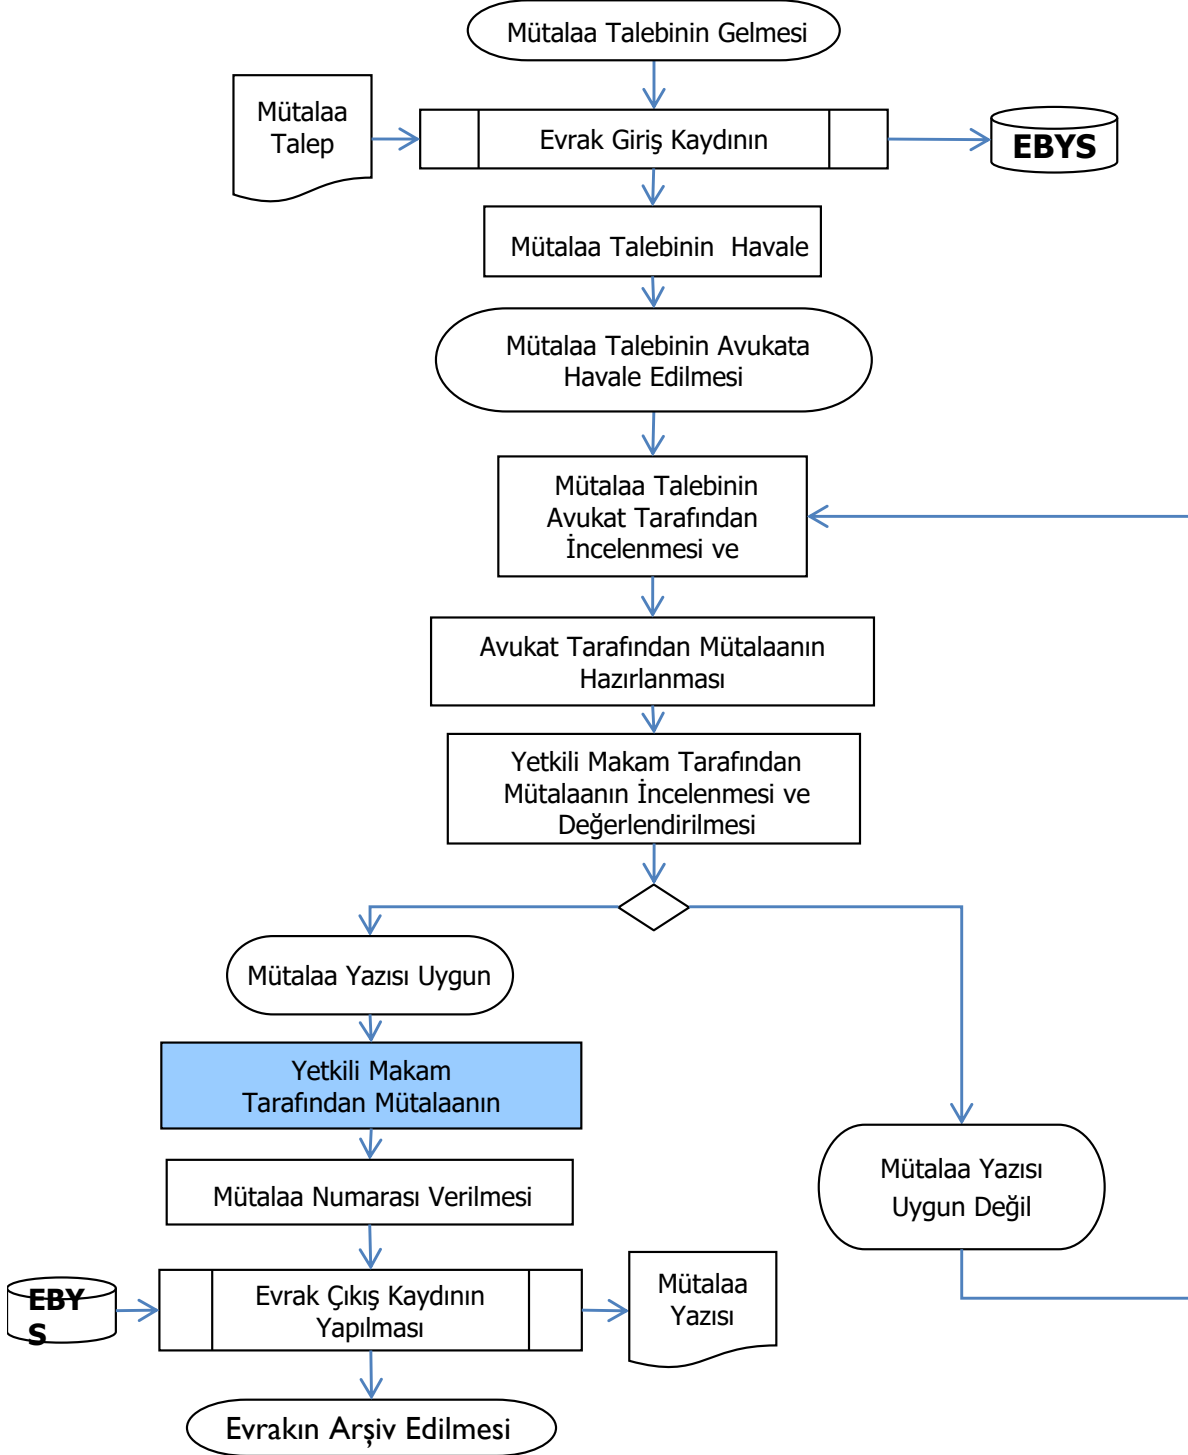 Mütalaa Talebinin Gelmesi
Mütalaa
Talep
Evrak Giriş Kaydının
EBYS
Mütalaa Talebinin  Havale
Mütalaa Talebinin Avukata
Havale Edilmesi
Mütalaa Talebinin
Avukat Tarafından
İncelenmesi ve
Avukat Tarafından Mütalaanın
Hazırlanması
Yetkili Makam Tarafından
Mütalaanın İncelenmesi ve
Değerlendirilmesi
Mütalaa Yazısı Uygun
Yetkili Makam
Tarafından Mütalaanın
Mütalaa Numarası Verilmesi
Mütalaa Yazısı
Uygun Değil
EBY
S
Evrak Çıkış Kaydının
Yapılması
Mütalaa
Yazısı
Evrakın Arşiv Edilmesi